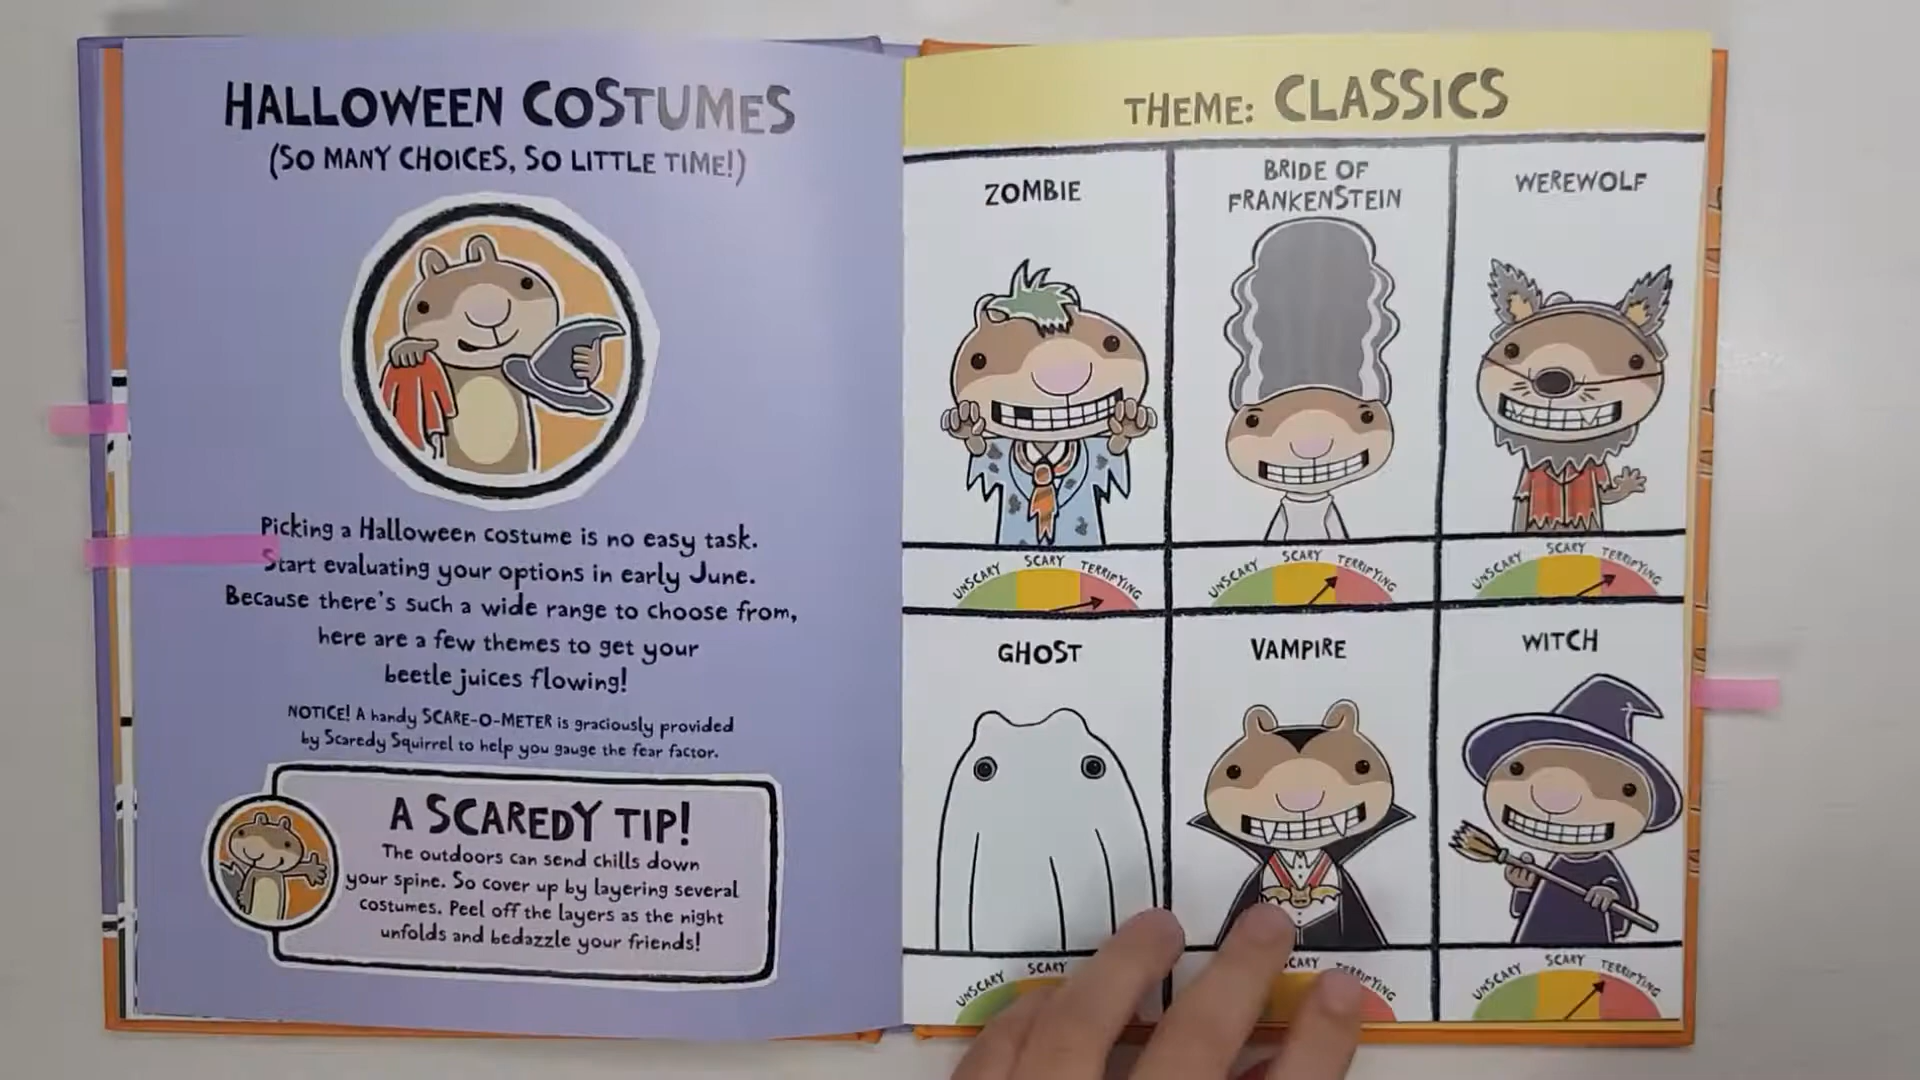 HALLOWEEN COSTUMES
(SO MANY CHOICES, SO LITTLE TIME!)
Picking a Halloween costume is no easy task.
Start evaluating your options in early June.
Because there's such a wide range to choose from,
here are a few themes to get your
beetle juices flowing!
NOTICE! A handy SCARE-O-METER is graciously provided
by Scaredy Squirrel to help you gauge the fear factor.
A SCAREDY TIP!
The outdoors can send chills down
your spine. So cover up by layering several
costumes. Peel off the layers as the night
unfolds and bedazzle your friends!
THEME: CLASSICS
ZOMBIE
UNSCARY SCARY TERRIFYING
BRIDE OF
FRANKENSTEIN
UNSCARY SCARY TERRIFYING
WEREWOLF
UNSCARY SCARY TERRIFYING
GHOST
UNSCARY SCARY
VAMPIRE
TERRIFYING
WITCH
UNSCARY SCARY TERRIFYING